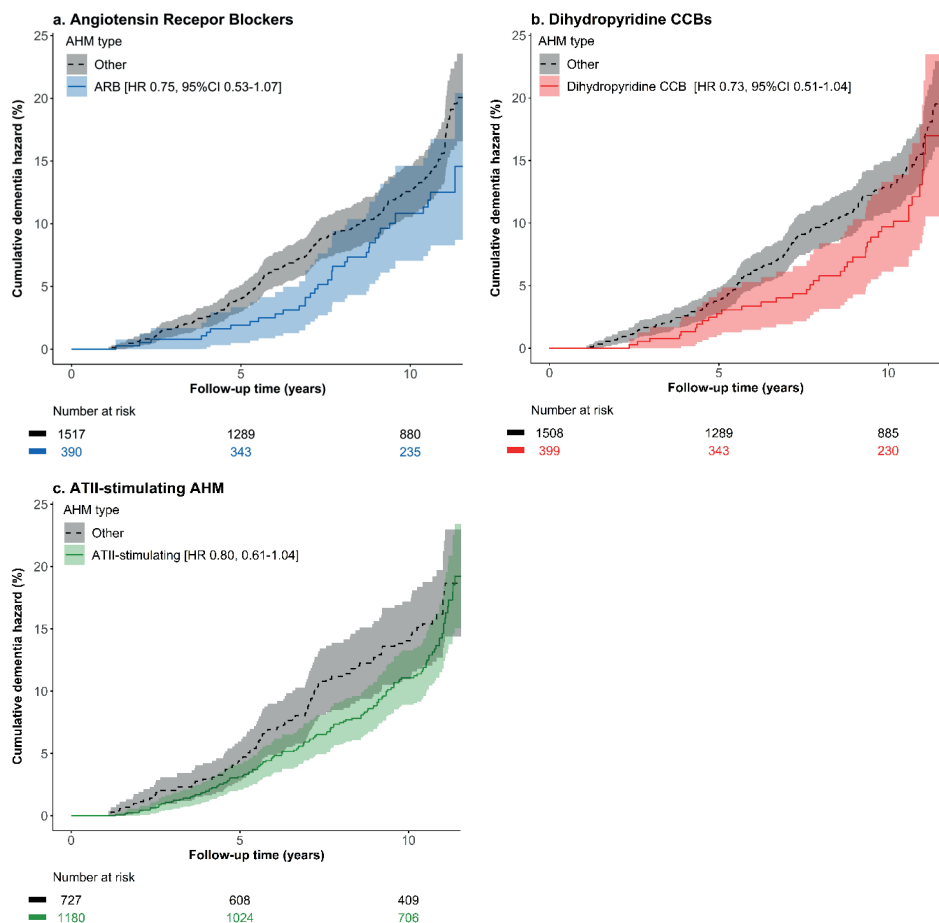 a. Angiotensin Recepor Blockers
AHM type
Other
ARB [HR 0.75, 95%CI 0.53-1.07]
Cumulative dementia hazard (%)
25
20
15
10
5
0
0 5 10
Follow-up time (years)
Number at risk
1517 1289 880
390 343 235
b. Dihydropyridine CCBs
AHM type
Other
Dihydropyridine CCB [HR 0.73, 95%CI 0.51-1.04]
Cumulative dementia hazard (%)
25
20
15
10
5
0
0 5 10
Follow-up time (years)
Number at risk
1508 1289 885
399 343 230
c. ATII-stimulating AHM
AHM type
Other
ATII-stimulating [HR 0.80, 0.61-1.04]
Cumulative dementia hazard (%)
25
20
15
10
5
0
0 5 10
Follow-up time (years)
Number at risk
727 608 409
1180 1024 706